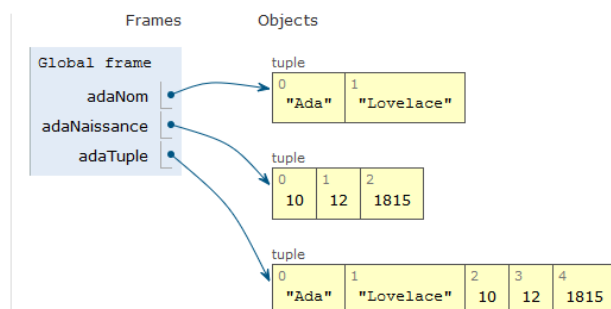 Frames Objects
Global frame
adaNom
adaNaissance
adaTuple
tuple
0 1
"Ada" "Lovelace"
tuple
0 1 2
10 12 1815
tuple
0 1 2 3 4
"Ada" "Lovelace" 10 12 1815